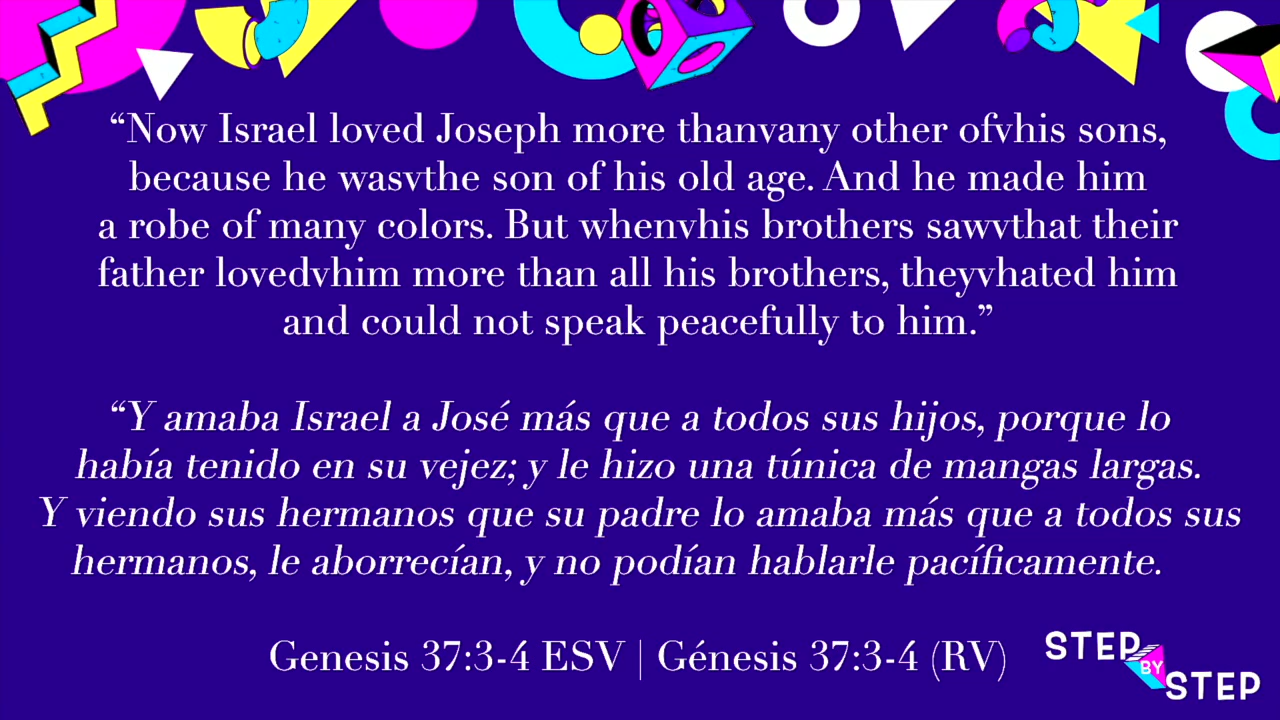 “Now Israel loved Joseph more thanvany other ofvhis sons,
because he wasvthe son of his old age. And he made him
a robe of many colors. But whenvhis brothers sawvthat their
father lovedvhim more than all his brothers, theyvhated him
and could not speak peacefully to him.”
“Y amaba Israel a José más que a todos sus hijos, porque lo
había tenido en su vejez; y le hizo una túnica de mangas largas.
Y viendo sus hermanos que su padre lo amaba más que a todos sus
hermanos, le aborrecían, y no podían hablarle pacíficamente.
Genesis 37:3-4 ESV | Génesis 37:3-4 (RV)
STEP
BY
STEP